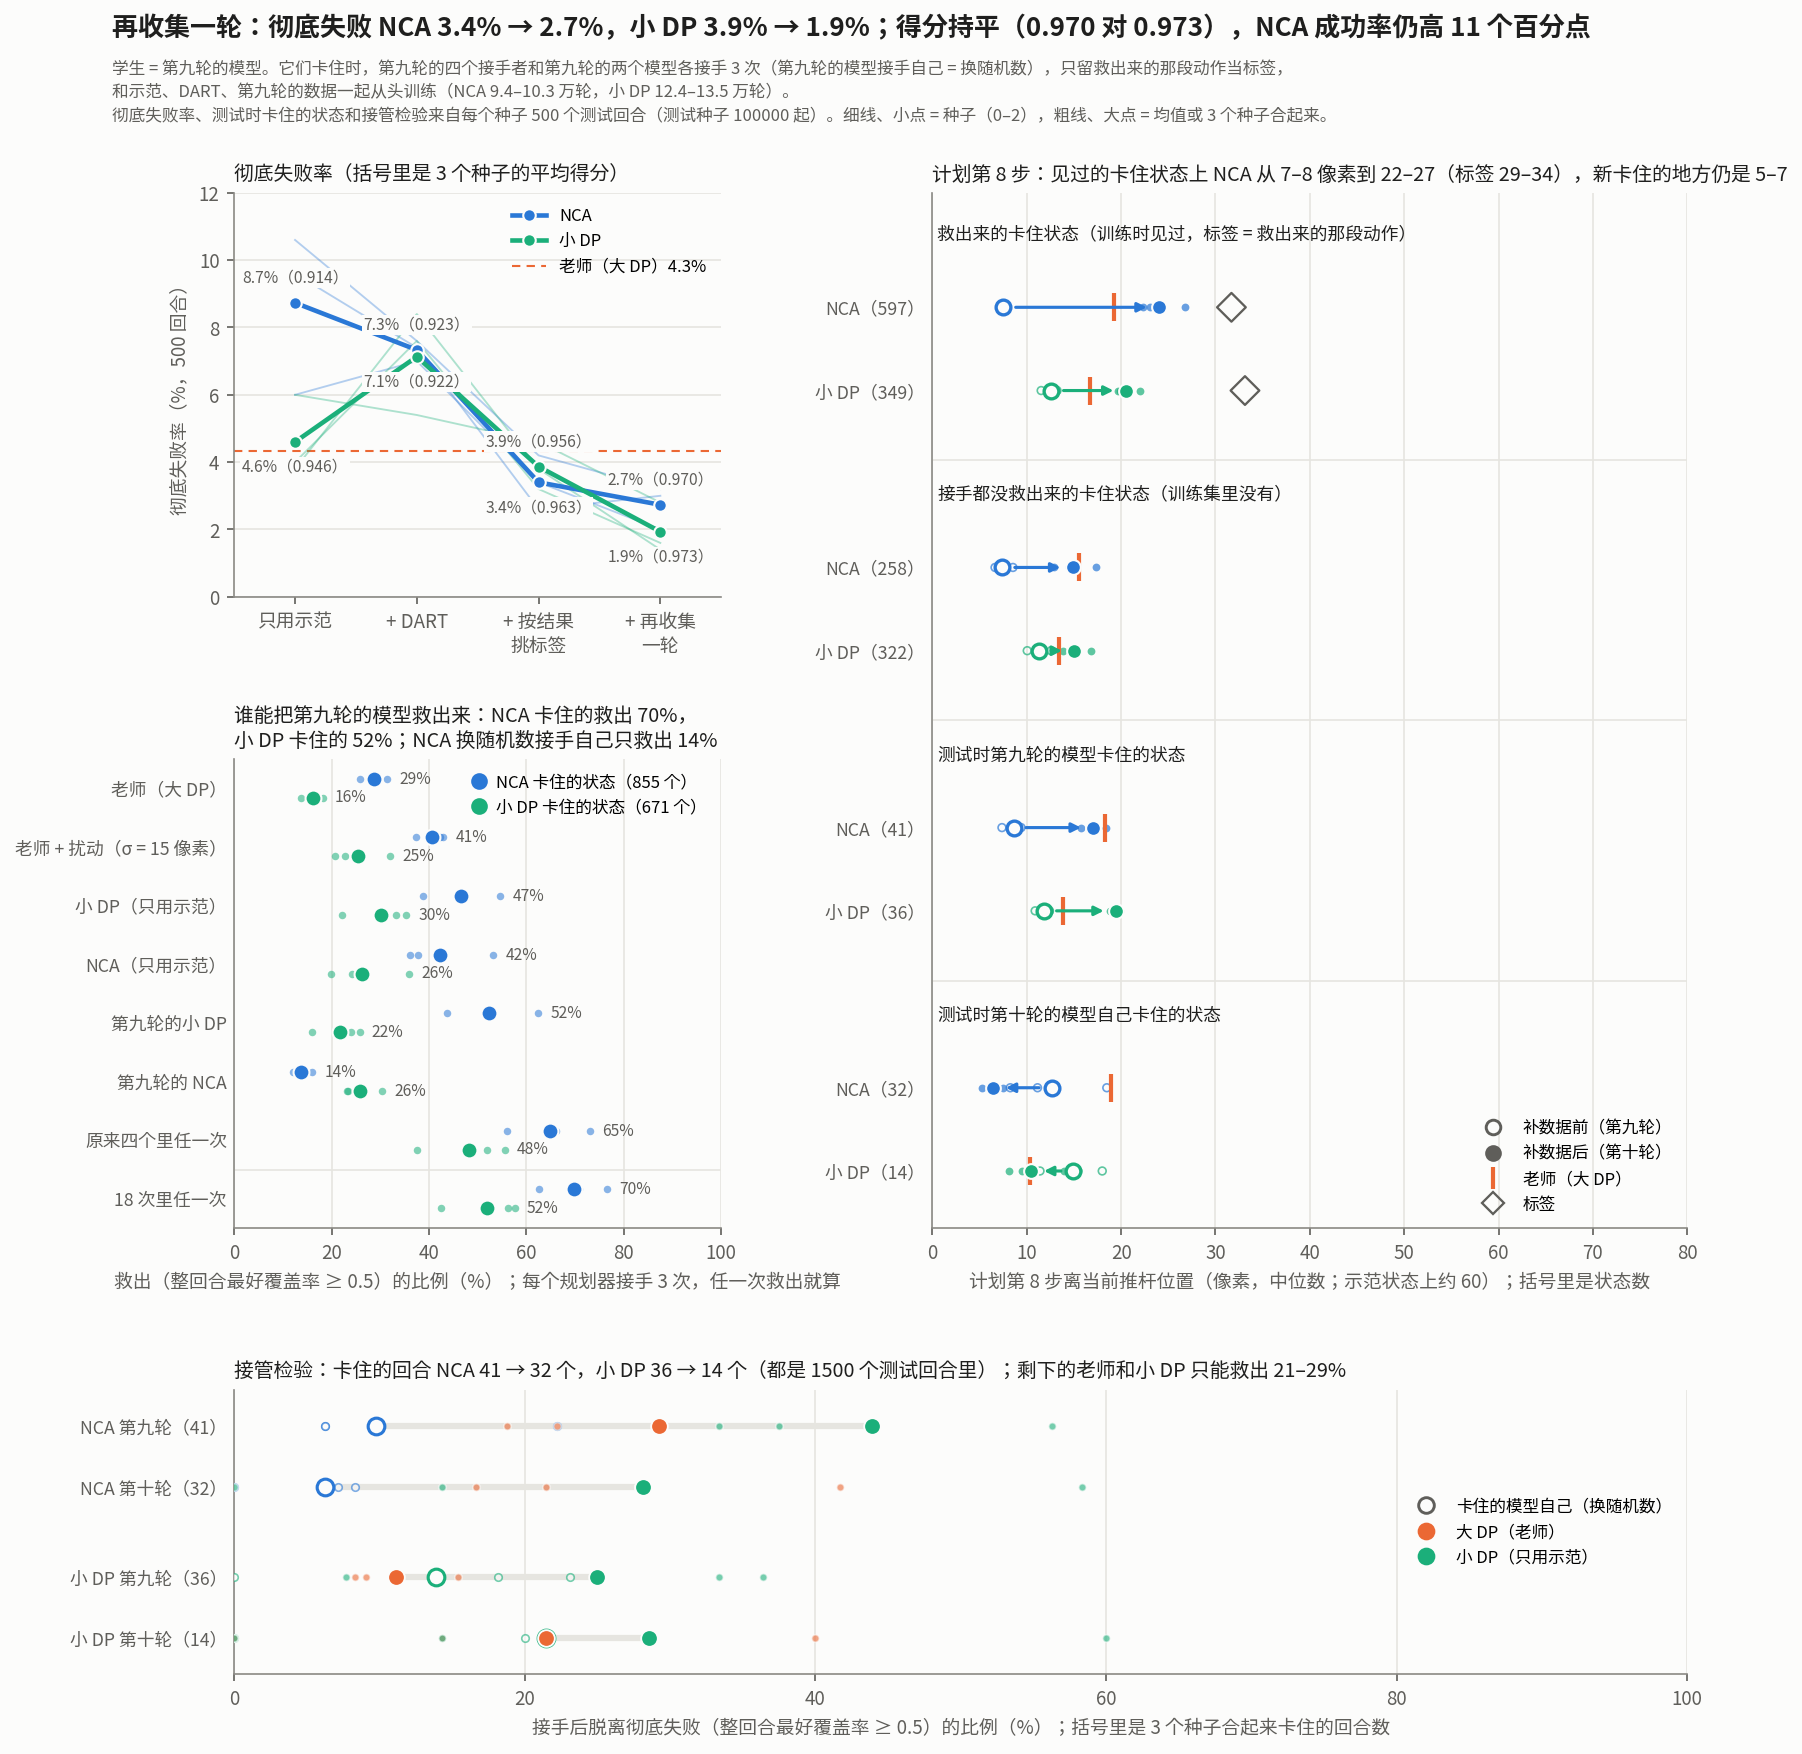 再收集一轮：彻底失败 NCA 3.4% → 2.7%，小 DP 3.9% → 1.9%；得分持平（0.970 对 0.973），NCA 成功率仍高 11 个百分点
学生 = 第九轮的模型。它们卡住时，第九轮的四个接手者和第九轮的两个模型各接手 3 次（第九轮的模型接手自己 = 换随机数），只留救出来的那段动作当标签，
和示范、DART、第九轮的数据一起从头训练（NCA 9.4–10.3 万轮，小 DP 12.4–13.5 万轮）。
彻底失败率、测试时卡住的状态和接管检验来自每个种子 500 个测试回合（测试种子 100000 起）。细线、小点 = 种子（0–2），粗线、大点 = 均值或 3 个种子合起来。
彻底失败率（括号里是 3 个种子的平均得分）
彻底失败率（%，500 回合）
12
10
8
6
4
2
0
NCA
小 DP
老师（大 DP）4.3%
8.7%（0.914）
7.3%（0.923）
7.1%（0.922）
4.6%（0.946）
3.9%（0.956）
3.4%（0.963）
2.7%（0.970）
1.9%（0.973）
只用示范
+ DART
+ 按结果
挑标签
+ 再收集
一轮
谁能把第九轮的模型救出来：NCA 卡住的救出 70%，
小 DP 卡住的 52%；NCA 换随机数接手自己只救出 14%
NCA 卡住的状态（855 个）
小 DP 卡住的状态（671 个）
老师（大 DP）
29%
16%
老师 + 扰动（σ = 15 像素）
41%
25%
小 DP（只用示范）
47%
30%
NCA（只用示范）
42%
26%
第九轮的小 DP
52%
22%
第九轮的 NCA
14%
26%
原来四个里任一次
65%
48%
18 次里任一次
70%
52%
0 20 40 60 80 100
救出（整回合最好覆盖率 ≥ 0.5）的比例（%）；每个规划器接手 3 次，任一次救出就算
计划第 8 步：见过的卡住状态上 NCA 从 7–8 像素到 22–27（标签 29–34），新卡住的地方仍是 5–7
救出来的卡住状态（训练时见过，标签 = 救出来的那段动作）
NCA（597）
小 DP（349）
接手都没救出来的卡住状态（训练集里没有）
NCA（258）
小 DP（322）
测试时第九轮的模型卡住的状态
NCA（41）
小 DP（36）
测试时第十轮的模型自己卡住的状态
NCA（32）
小 DP（14）
补数据前（第九轮）
补数据后（第十轮）
老师（大 DP）
标签
0 10 20 30 40 50 60 70 80
计划第 8 步离当前推杆位置（像素，中位数；示范状态上约 60）；括号里是状态数
接管检验：卡住的回合 NCA 41 → 32 个，小 DP 36 → 14 个（都是 1500 个测试回合里）；剩下的老师和小 DP 只能救出 21–29%
NCA 第九轮（41）
NCA 第十轮（32）
小 DP 第九轮（36）
小 DP 第十轮（14）
卡住的模型自己（换随机数）
大 DP（老师）
小 DP（只用示范）
0 20 40 60 80 100
接手后脱离彻底失败（整回合最好覆盖率 ≥ 0.5）的比例（%）；括号里是 3 个种子合起来卡住的回合数